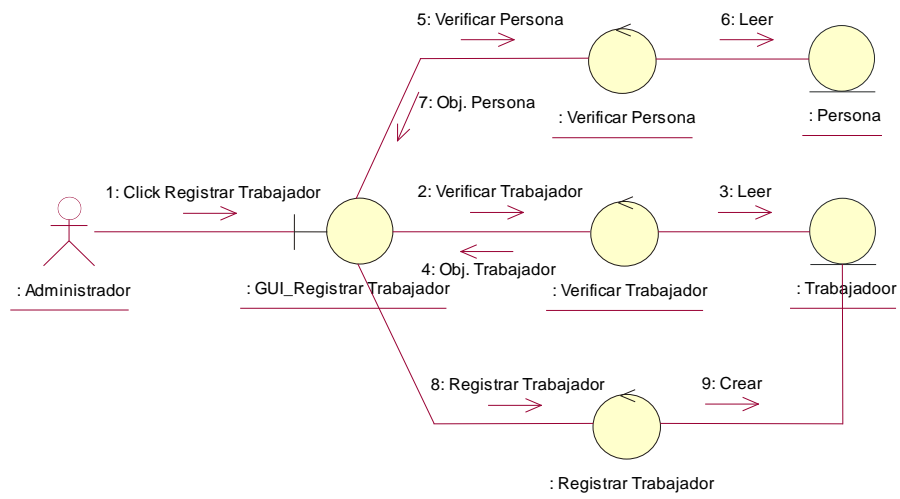 5: Verificar Persona
6: Leer
7: Obj. Persona
: Verificar Persona
: Persona
1: Click Registrar Trabajador
2: Verificar Trabajador
3: Leer
4: Obj. Trabajador
: Administrador
: GUI_Registrar Trabajador
: Verificar Trabajador
: Trabajadoor
8: Registrar Trabajador
9: Crear
: Registrar Trabajador